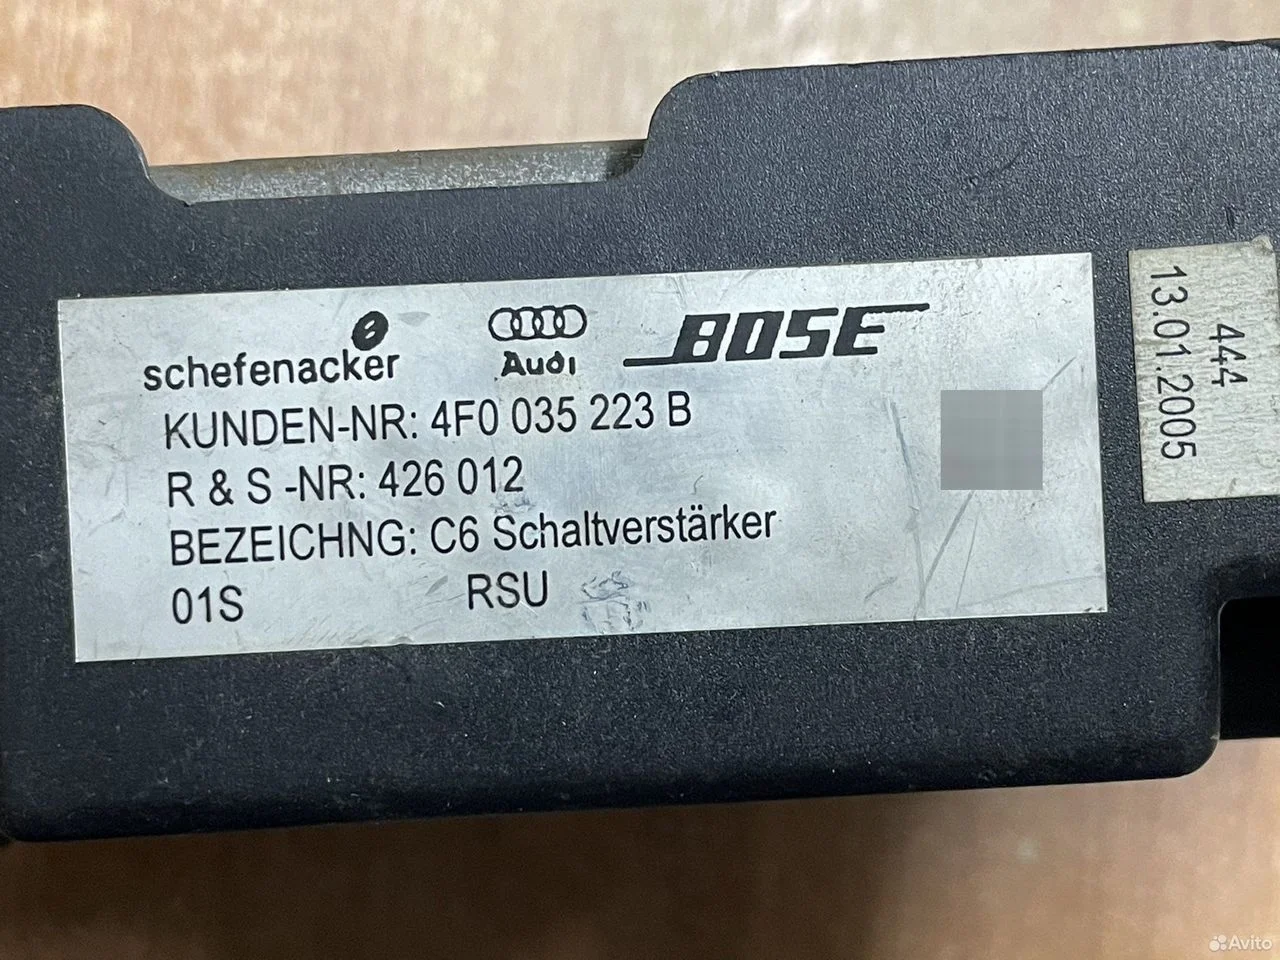 schefenacker
Audi
BOSE
KUNDEN-NR: 4F0 035 223 B
R & S -NR: 426 012
BEZEICHNG: C6 Schaltverstärker
01S RSU
444
13.01.2005
Avito